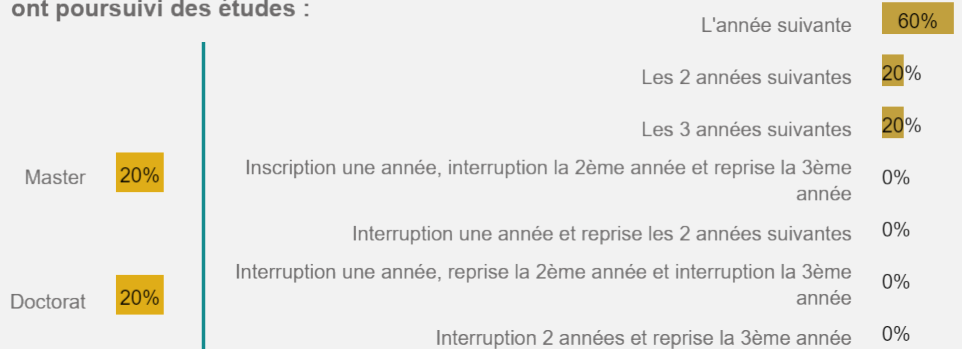 ont poursuivi des études :
Master 20%
Doctorat 20%
L'année suivante 60%
Les 2 années suivantes 20%
Les 3 années suivantes 20%
Inscription une année, interruption la 2ème année et reprise la 3ème
année 0%
Interruption une année et reprise les 2 années suivantes 0%
Interruption une année, reprise la 2ème année et interruption la 3ème
année 0%
Interruption 2 années et reprise la 3ème année 0%